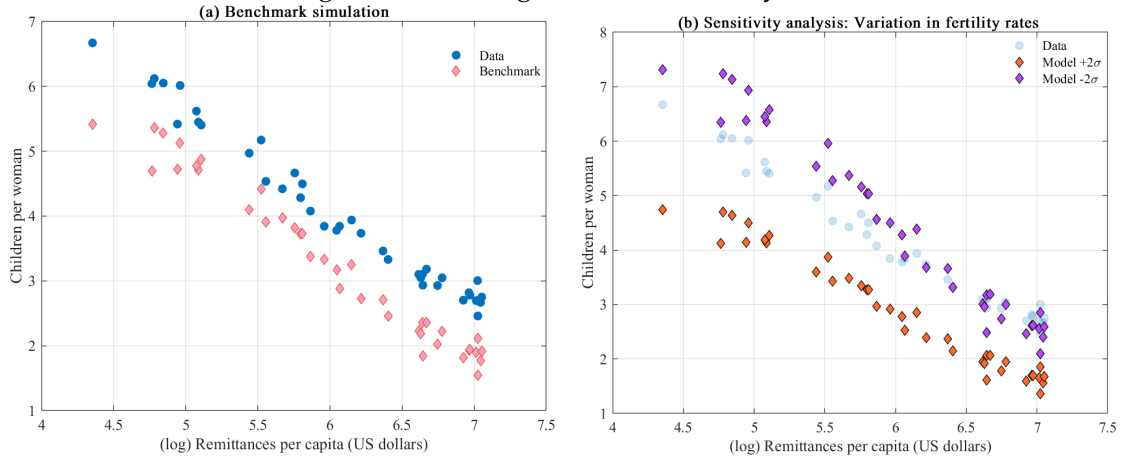 (a) Benchmark simulation
7
6
5
4
3
2
1
Children per woman
Data
Benchmark
4
4.5
5
5.5
6
6.5
7
7.5
(log) Remittances per capita (US dollars)
(b) Sensitivity analysis: Variation in fertility rates
8
7
6
5
4
3
2
1
Children per woman
Data
Model +2σ
Model -2σ
4
4.5
5
5.5
6
6.5
7
7.5
(log) Remittances per capita (US dollars)